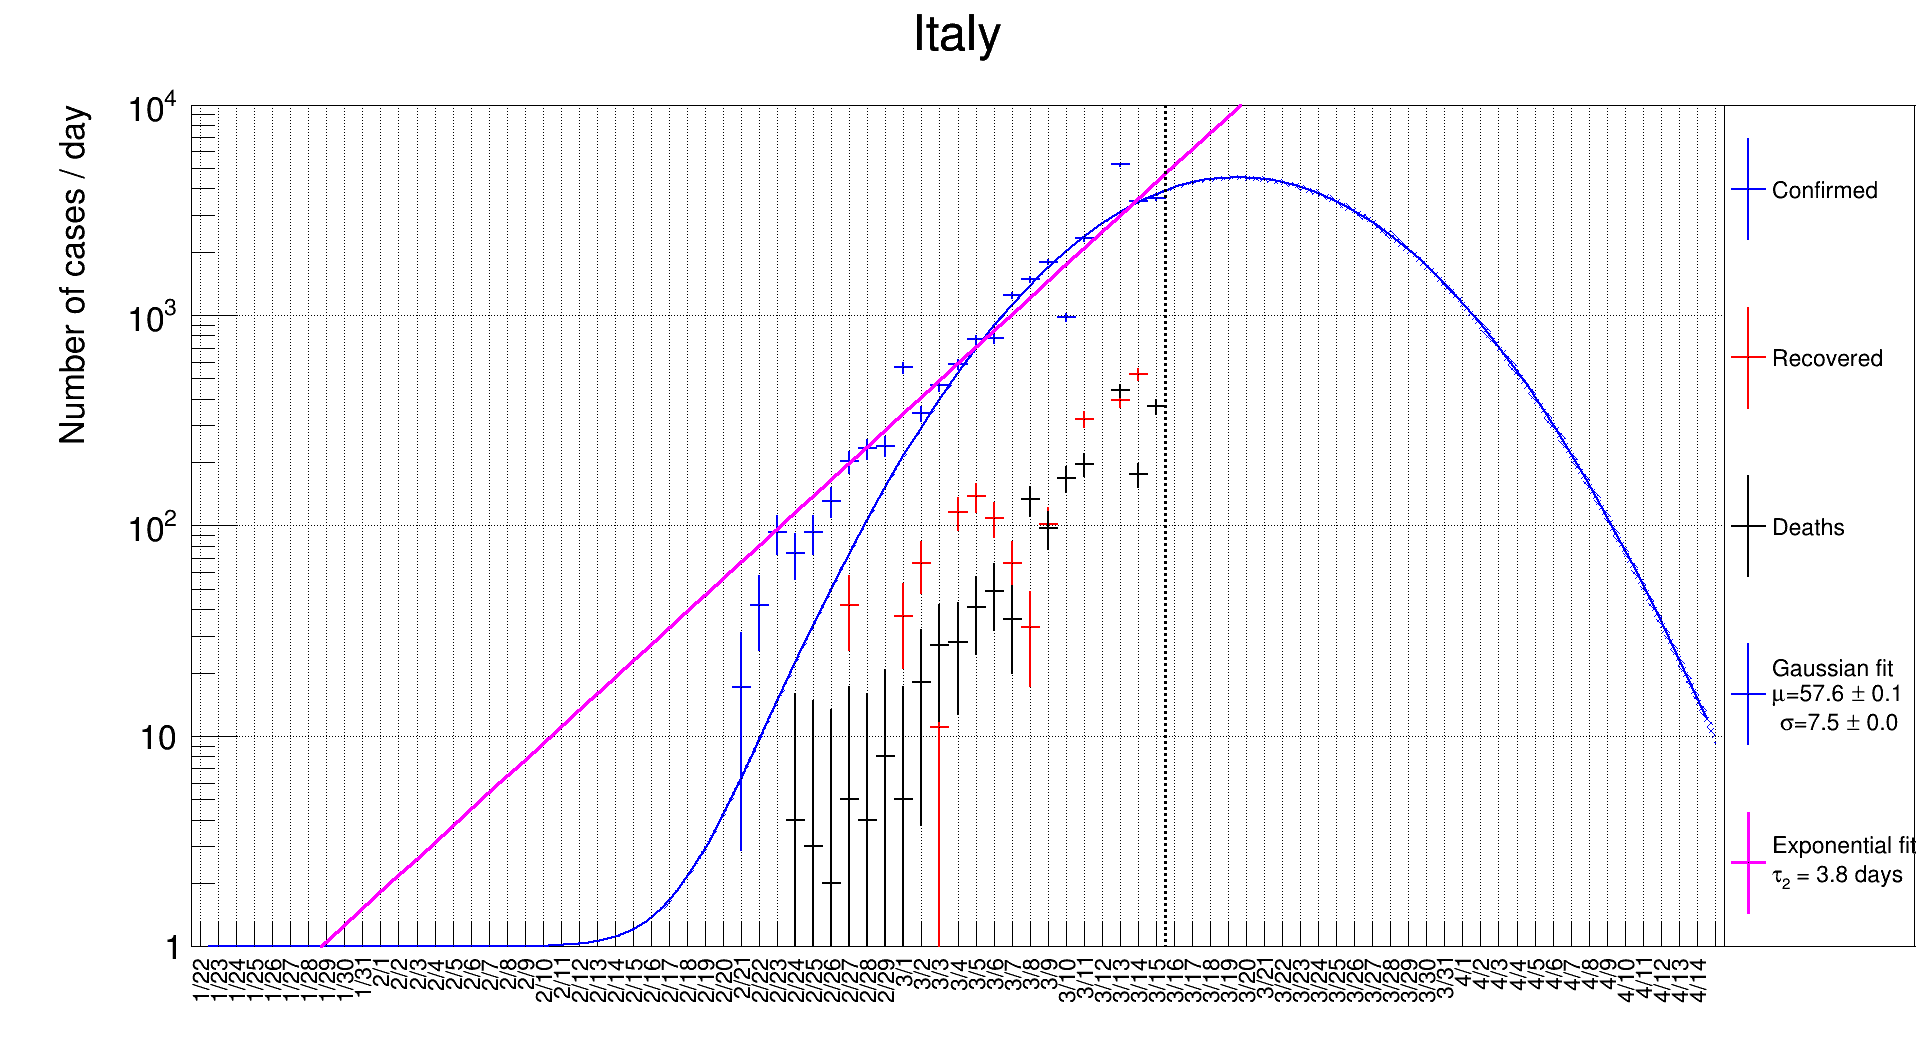 Italy
Number of cases / day
10⁴
10³
10²
10
1
1/22 1/23 1/24 1/25 1/26 1/27 1/28 1/29 1/30 1/31 2/1 2/2 2/3 2/4 2/5 2/6 2/7 2/8 2/9 2/10 2/11 2/12 2/13 2/14 2/15 2/16 2/17 2/18 2/19 2/20 2/21 2/22 2/23 2/24 2/25 2/26 2/27 2/28 2/29 3/1 3/2 3/3 3/4 3/5 3/6 3/7 3/8 3/9 3/10 3/11 3/12 3/13 3/14 3/15 3/16 3/17 3/18 3/19 3/20 3/21 3/22 3/23 3/24 3/25 3/26 3/27 3/28 3/29 3/30 3/31 4/1 4/2 4/3 4/4 4/5 4/6 4/7 4/8 4/9 4/10 4/11 4/12 4/13 4/14
Confirmed
Recovered
Deaths
Gaussian fit
μ=57.6 ± 0.1
σ=7.5 ± 0.0
Exponential fit
τ₂ = 3.8 days